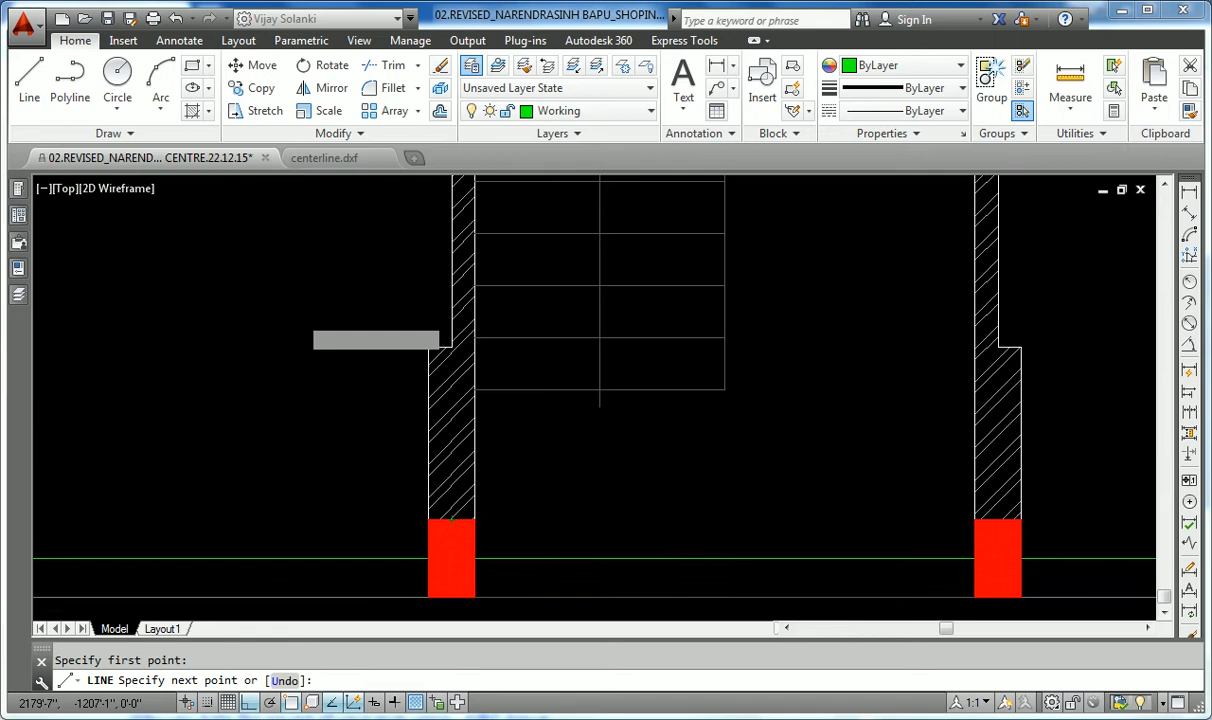 Vijay Solanki
02.REVISED_NARENDRASINH BAPU_SHOPIN...
Type a keyword or phrase
Sign In
Home Insert Annotate Layout Parametric View Manage Output Plug-ins Autodesk 360 Express Tools
Move Rotate Trim
Copy Mirror Fillet
Stretch Scale Array
Line Polyline Circle Arc
Unsaved Layer State
Working
Text
Insert
ByLayer
ByLayer
ByLayer
Group
Measure
Paste
Draw Modify Layers Annotation Block Properties Groups Utilities Clipboard
02.REVISED_NAREND... CENTRE.22.12.15*
centerline.dxf
[−][Top][2D Wireframe]
Model Layout1
Specify first point:
LINE Specify next point or [Undo]:
2179'-7", -1207'-1", 0'-0"
1:1